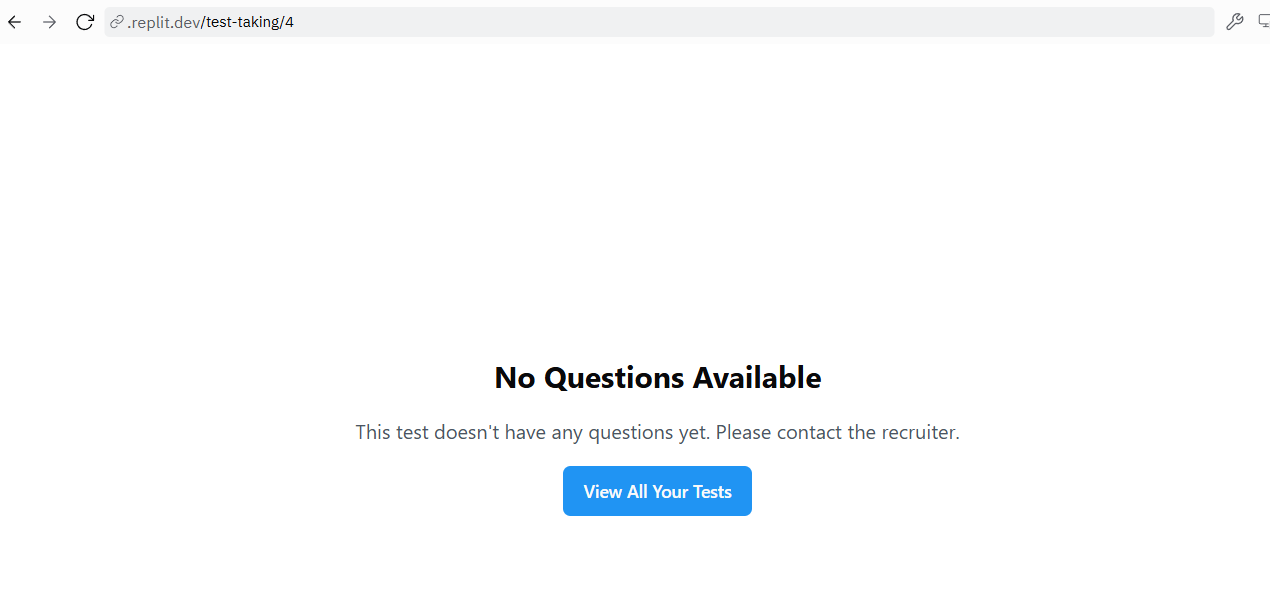 .replit.dev/test-taking/4
No Questions Available
This test doesn't have any questions yet. Please contact the recruiter.
View All Your Tests